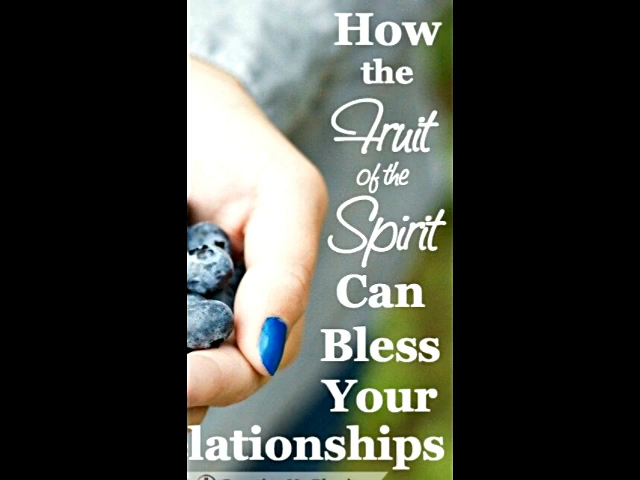 How
the
Fruit
of the
Spirit
Can
Bless
Your
lationships